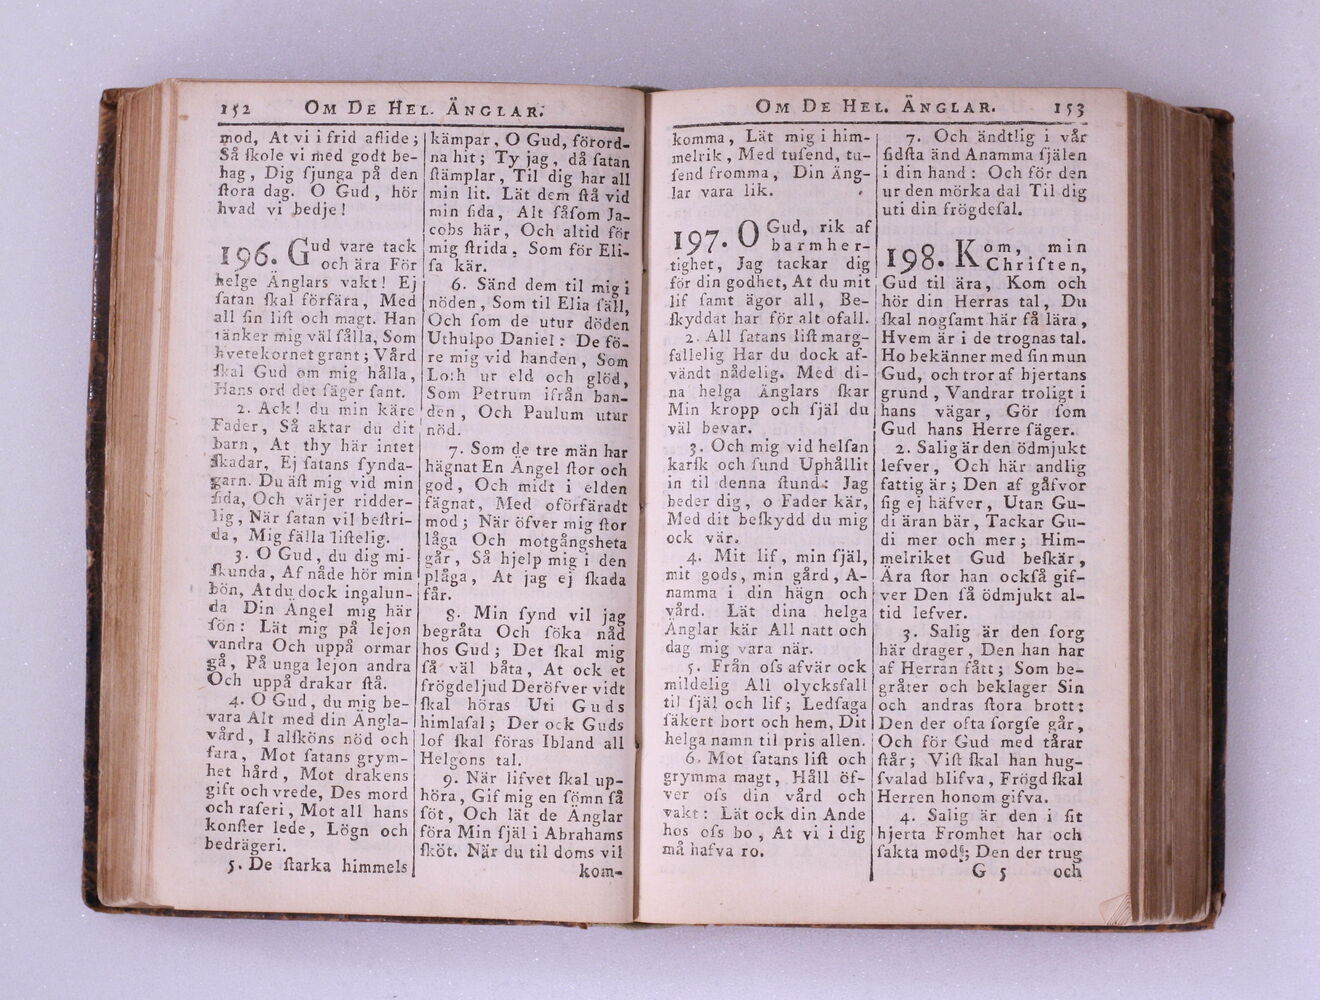 152 OM DE HEL. ÄNGLAR.
mod, At vi i frid aflide;
Så ſkole vi med godt be-
hag, Dig ſjunga på den
ſtora dag. O Gud, hör
hvad vi bedje!
196. Gud vare tack
och ära För
helge Änglars vakt! Ej
ſatan ſkal förfära, Med
all ſin liſt och magt. Han
tänker mig väl fälla, Som
hvetekornet grant; Vård
ſkal Gud om mig hålla,
Hans ord det ſäger ſant.
2. Ack! du min käre
Fader, Så aktar du dit
barn, At thy här intet
ſkadar, Ej ſatans ſynda-
garn. Du äſt mig vid min
ſida, Och värjer ridder-
lig, När ſatan vil beſtri-
da, Mig fälla liſtelig.
3. O Gud, du dig mi-
ſkunda, Af nåde hör min
bön, At du dock ingalun-
da Din Ängel mig här
ſön: Lät mig på lejon
vandra Och uppå ormar
gå, På unga lejon andra
Och uppå drakar ſtå.
4. O Gud, du mig be-
vara Alt med din Ängla-
vård, I alſköns nöd och
fara, Mot ſatans grym-
het hård, Mot drakens
gift och vrede, Des mord
och raſeri, Mot all hans
konſter lede, Lögn och
bedrägeri.
5. De ſtarka himmels
kämpar, O Gud, förord-
na hit; Ty jag, då ſatan
ſtämplar, Til dig har all
min lit. Lät dem ſtå vid
min ſida, Alt ſåſom Ja-
cobs här, Och altid för
mig ſtrida, Som för Eli-
ſa kär.
6. Sänd dem til mig i
nöden, Som til Elia ſäll,
Och ſom de utur döden
Uthulpo Daniel: De fö-
re mig vid handen, Som
Loth ur eld och glöd,
Som Petrum ifrån ban-
den, Och Paulum utur
nöd.
7. Som de tre män har
hägnat En Ängel ſtor och
god, Och midt i elden
fägnat, Med oförfäradt
mod; När öfver mig ſtor
låga Och motgångsheta
går, Så hjelp mig i den
plåga, At jag ej ſkada
får.
8. Min ſynd vil jag
begråta Och ſöka nåd
hos Gud; Det ſkal mig
ſå väl båta, At ock et
frögdeljud Deröfver vidt
ſkal höras Uti Guds
himlaſal; Der ock Guds
lof ſkal föras Ibland all
Helgons tal.
9. När lifvet ſkal up-
höra, Gif mig en ſömn ſå
ſöt, Och lät de Änglar
föra Min ſjäl i Abrahams
ſköt. När du til doms vil
kom-
OM DE HEL. ÄNGLAR. 153
komma, Lät mig i him-
melrik, Med tuſend, tu-
ſend fromma, Din Äng-
lar vara lik.
197. O Gud, rik af
barmher-
tighet, Jag tackar dig
för din godhet, At du mit
lif ſamt ägor all, Be-
ſkyddat har för alt ofall.
2. All ſatans liſt marg-
fallelig Har du dock af-
vändt nådelig. Med di-
na helga Änglars ſkar
Min kropp och ſjäl du
väl bevar.
3. Och mig vid helſan
karſk och ſund Uphållit
in til denna ſtund: Jag
beder dig, o Fader kär,
Med dit beſkydd du mig
ock vär.
4. Mit lif, min ſjäl,
mit gods, min gård, A-
namma i din hägn och
vård. Lät dina helga
Änglar kär All natt och
dag mig vara när.
5. Från oſs afvär ock
mildelig All olycksfall
til ſjäl och lif; Ledſaga
ſäkert bort och hem, Dit
helga namn til pris allen.
6. Mot ſatans liſt och
grymma magt, Håll öf-
ver oſs din vård och
vakt: Lät ock din Ande
hos oſs bo, At vi i dig
må hafva ro.
7. Och ändtlig i vår
ſidſta änd Anamma ſjälen
i din hand: Och för den
ur den mörka dal Til dig
uti din frögdeſal.
198. Kom, min
Chriſten,
Gud til ära, Kom och
hör din Herras tal, Du
ſkal nogſamt här få lära,
Hvem är i de trognas tal.
Ho bekänner med ſin mun
Gud, och tror af hjertans
grund, Vandrar troligt i
hans vägar, Gör ſom
Gud hans Herre ſäger.
2. Salig är den ödmjukt
lefver, Och här andlig
fattig är; Den af gåfvor
ſig ej häfver, Utan Gu-
di äran bär, Tackar Gu-
di mer och mer; Him-
melriket Gud beſkär,
Ära ſtor han ockſå gif-
ver Den ſå ödmjukt al-
tid lefver.
3. Salig är den ſorg
här drager, Den han har
af Herran fått; Som be-
gråter och beklager Sin
och andras ſtora brott:
Den der ofta ſorgſe går,
Och för Gud med tårar
ſtår; Viſt ſkal han hug-
ſvalad blifva, Frögd ſkal
Herren honom gifva.
4. Salig är den i ſit
hjerta Fromhet har och
ſakta mod; Den der trug
G 5 och